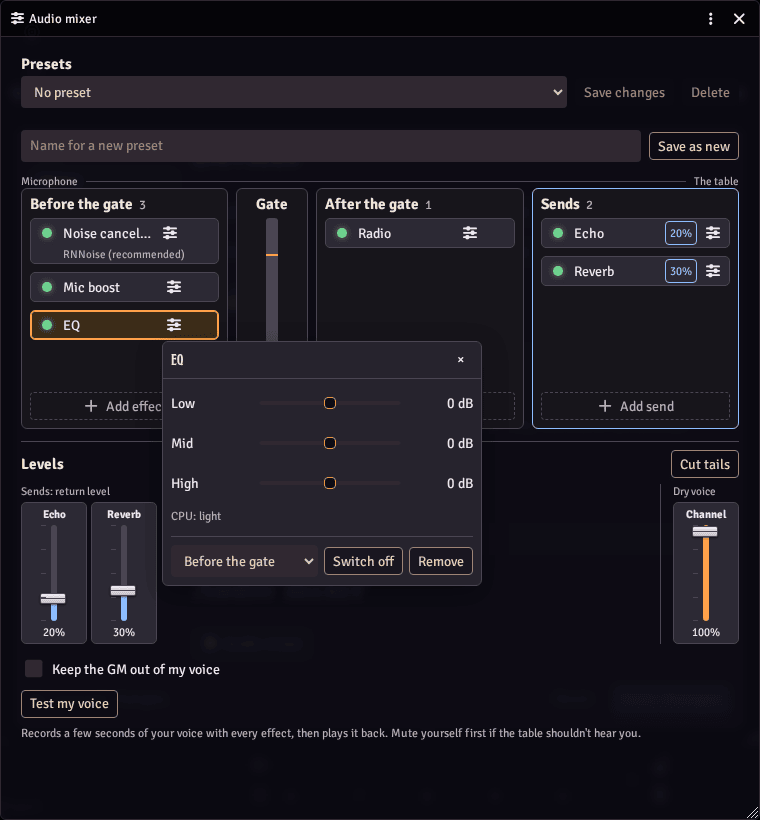 Audio mixer
Presets
No preset
Save changes
Delete
Name for a new preset
Save as new
Microphone
The table
Before the gate 3
Gate
After the gate 1
Sends 2
Noise cancel...
RNNoise (recommended)
Radio
Echo
20%
Mic boost
Reverb
30%
EQ
EQ
×
Low
0 dB
Mid
0 dB
High
0 dB
CPU: light
Before the gate
Switch off
Remove
+ Add effec
+ Add send
Levels
Cut tails
Sends: return level
Dry voice
Echo
Reverb
Channel
20%
30%
100%
Keep the GM out of my voice
Test my voice
Records a few seconds of your voice with every effect, then plays it back. Mute yourself first if the table shouldn't hear you.